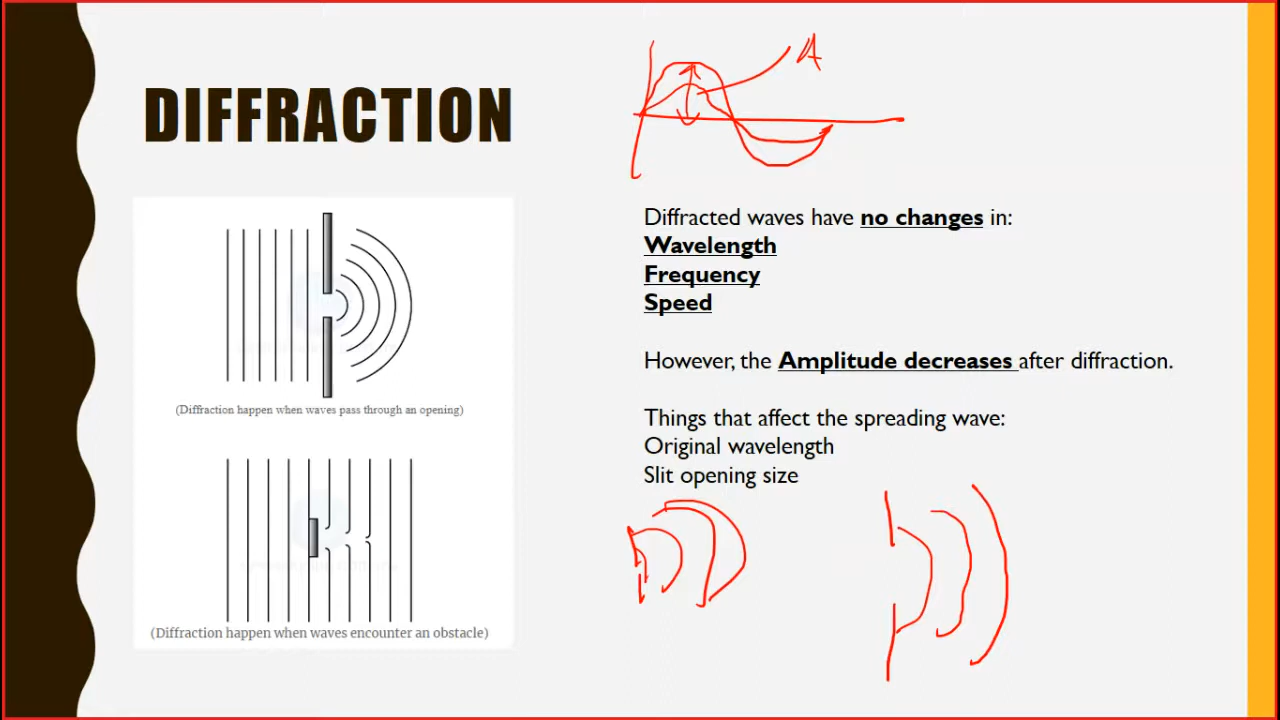 DIFFRACTION
A
(Diffraction happen when waves pass through an opening)
(Diffraction happen when waves encounter an obstacle)
Diffracted waves have no changes in:
Wavelength
Frequency
Speed
However, the Amplitude decreases after diffraction.
Things that affect the spreading wave:
Original wavelength
Slit opening size